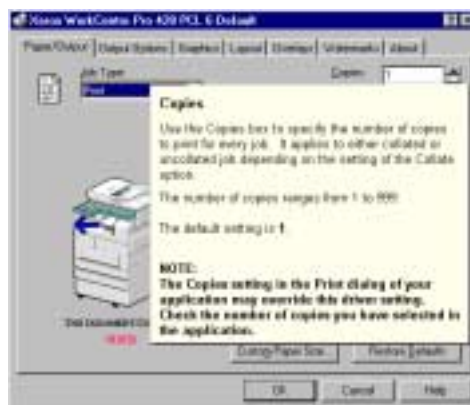 Xerox WorkCentre Pro 428 PCL 6 Default
Paper/Output Output Options Graphics Layout Overlays Watermarks About
Job Type: Copies: 1
Print
Copies
Use the Copies box to specify the number of copies
to print for every job. It applies to either collated or
uncollated job depending on the setting of the Collate
option.
The number of copies ranges from 1 to 999.
The default setting is 1.
NOTE:
The Copies setting in the Print dialog of your
application may override this driver setting.
Check the number of copies you have selected in
the application.
Custom Paper Size... Restore Defaults
OK Cancel Help